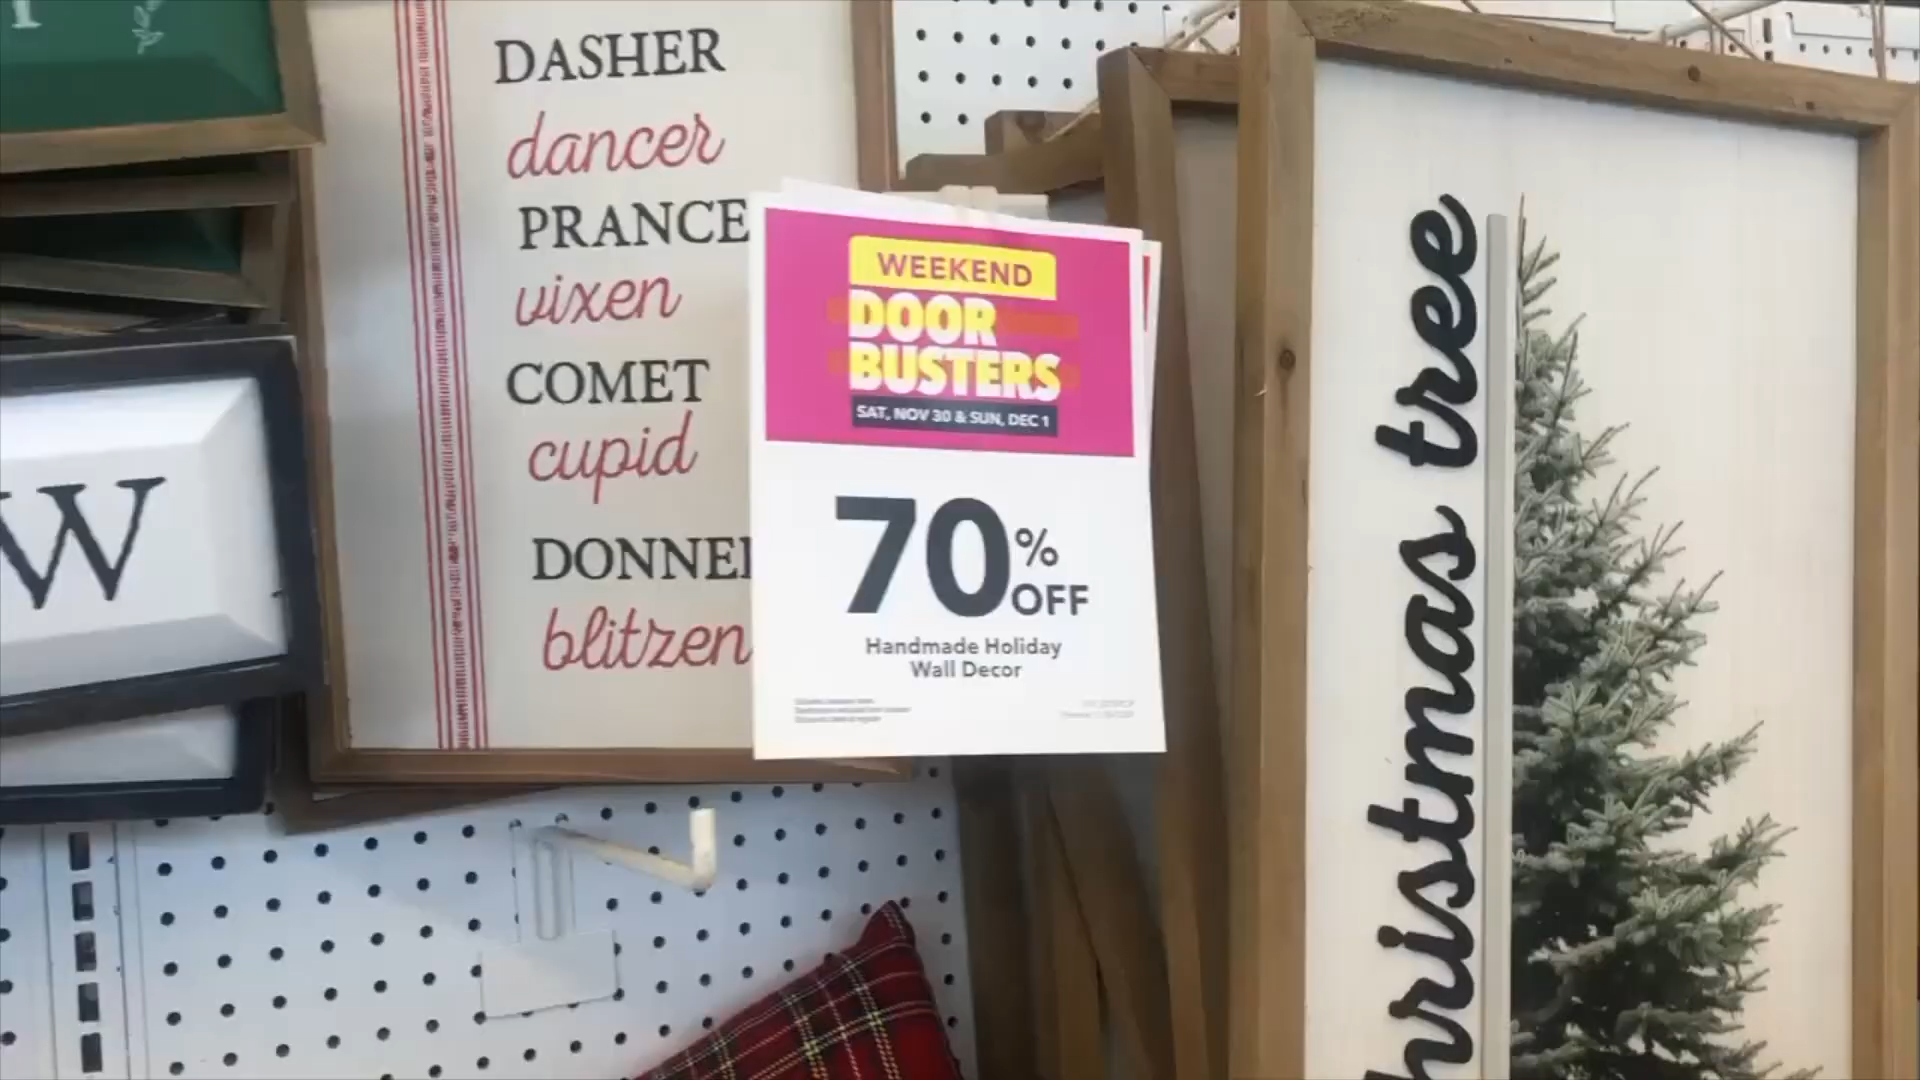 DASHER
dancer
PRANCE
vixen
COMET
cupid
DONNE
blitzen
W
WEEKEND
DOOR
BUSTERS
SAT, NOV 30 & SUN, DEC 1
70%
OFF
Handmade Holiday
Wall Decor
hristmas tree